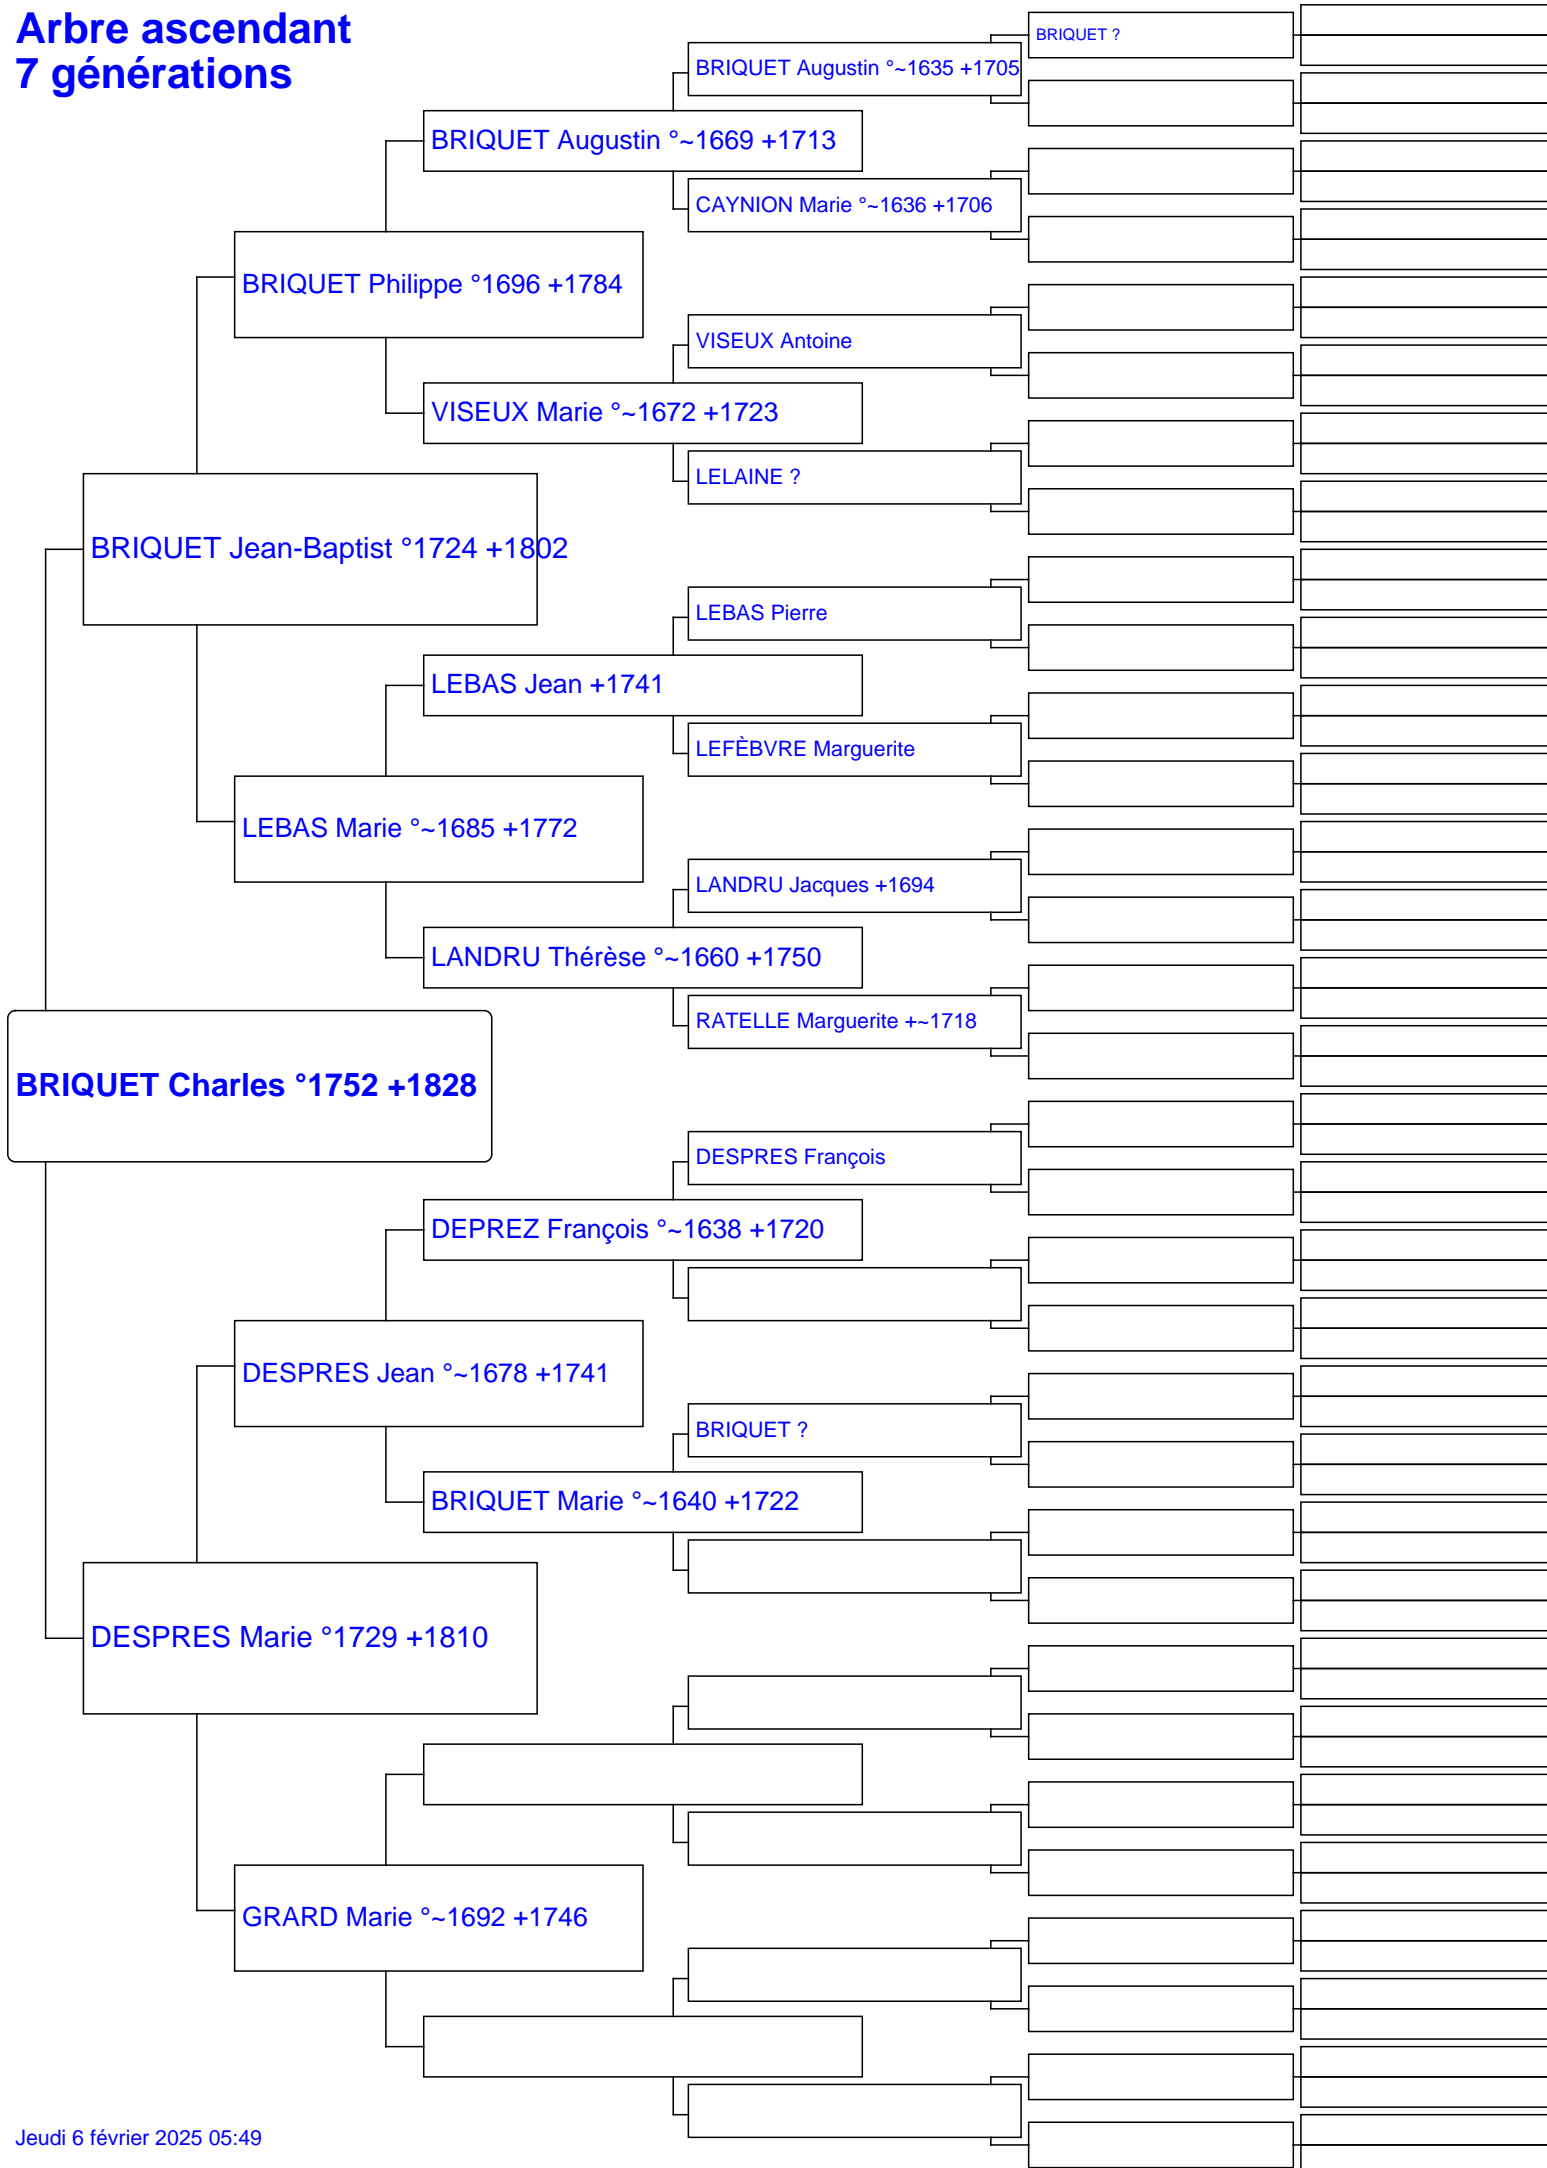 Arbre ascendant
7 générations
BRIQUET ?
BRIQUET Augustin °~1635 +1705
BRIQUET Augustin °~1669 +1713
CAYNION Marie °~1636 +1706
BRIQUET Philippe °1696 +1784
VISEUX Antoine
VISEUX Marie °~1672 +1723
LELAINE ?
BRIQUET Jean-Baptist °1724 +1802
LEBAS Pierre
LEBAS Jean +1741
LEFÈBVRE Marguerite
LEBAS Marie °~1685 +1772
LANDRU Jacques +1694
LANDRU Thérèse °~1660 +1750
RATELLE Marguerite +~1718
BRIQUET Charles °1752 +1828
DESPRES François
DEPREZ François °~1638 +1720
DESPRES Jean °~1678 +1741
BRIQUET ?
BRIQUET Marie °~1640 +1722
DESPRES Marie °1729 +1810
GRARD Marie °~1692 +1746
Jeudi 6 février 2025 05:49